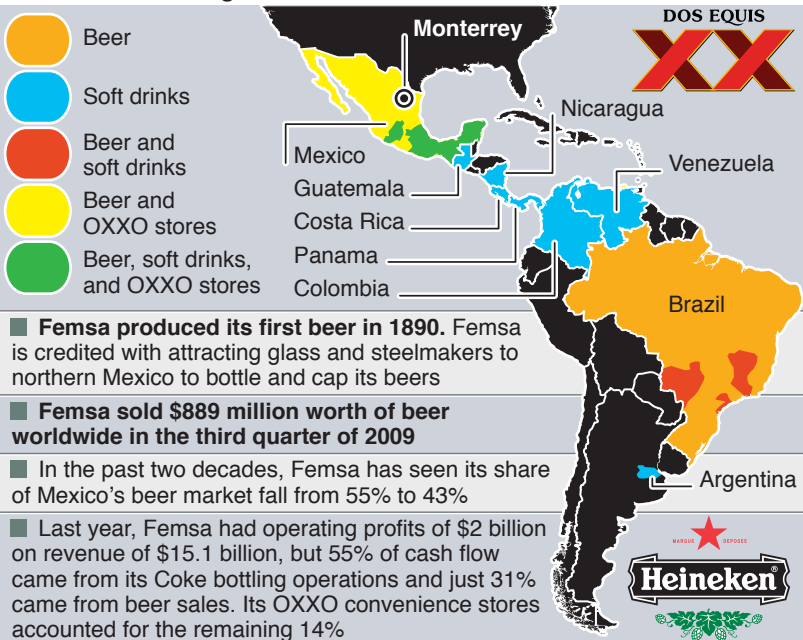 Beer
Soft drinks
Beer and
soft drinks
Beer and
OXXO stores
Beer, soft drinks,
and OXXO stores
Monterrey
DOS EQUIS
XX
Nicaragua
Mexico
Venezuela
Guatemala
Costa Rica
Panama
Colombia
Brazil
Argentina
Femsa produced its first beer in 1890. Femsa
is credited with attracting glass and steelmakers to
northern Mexico to bottle and cap its beers
Femsa sold $889 million worth of beer
worldwide in the third quarter of 2009
In the past two decades, Femsa has seen its share
of Mexico's beer market fall from 55% to 43%
Last year, Femsa had operating profits of $2 billion
on revenue of $15.1 billion, but 55% of cash flow
came from its Coke bottling operations and just 31%
came from beer sales. Its OXXO convenience stores
accounted for the remaining 14%
MARQUE DEPOSEE
Heineken®